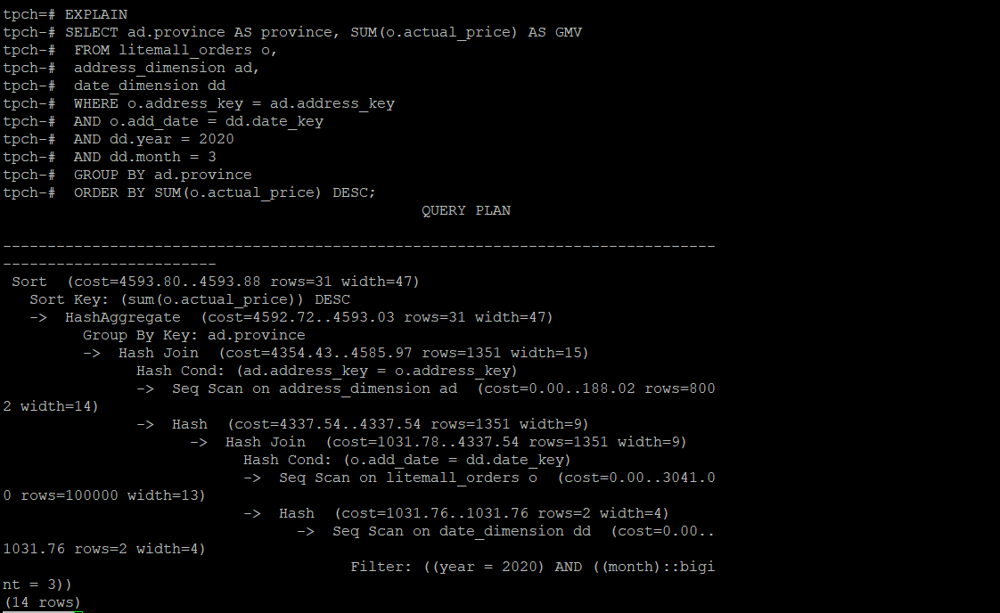 tpch=# EXPLAIN
tpch-# SELECT ad.province AS province, SUM(o.actual_price) AS GMV
tpch-#  FROM litemall_orders o,
tpch-#  address_dimension ad,
tpch-#  date_dimension dd
tpch-#  WHERE o.address_key = ad.address_key
tpch-#  AND o.add_date = dd.date_key
tpch-#  AND dd.year = 2020
tpch-#  AND dd.month = 3
tpch-#  GROUP BY ad.province
tpch-#  ORDER BY SUM(o.actual_price) DESC;
                                               QUERY PLAN
--------------------------------------------------------------------------------
------------------------
 Sort  (cost=4593.80..4593.88 rows=31 width=47)
   Sort Key: (sum(o.actual_price)) DESC
   ->  HashAggregate  (cost=4592.72..4593.03 rows=31 width=47)
         Group By Key: ad.province
         ->  Hash Join  (cost=4354.43..4585.97 rows=1351 width=15)
               Hash Cond: (ad.address_key = o.address_key)
               ->  Seq Scan on address_dimension ad  (cost=0.00..188.02 rows=800
2 width=14)
               ->  Hash  (cost=4337.54..4337.54 rows=1351 width=9)
                     ->  Hash Join  (cost=1031.78..4337.54 rows=1351 width=9)
                           Hash Cond: (o.add_date = dd.date_key)
                           ->  Seq Scan on litemall_orders o  (cost=0.00..3041.0
0 rows=100000 width=13)
                           ->  Hash  (cost=1031.76..1031.76 rows=2 width=4)
                                 ->  Seq Scan on date_dimension dd  (cost=0.00..
1031.76 rows=2 width=4)
                                       Filter: ((year = 2020) AND ((month)::bigi
nt = 3))
(14 rows)